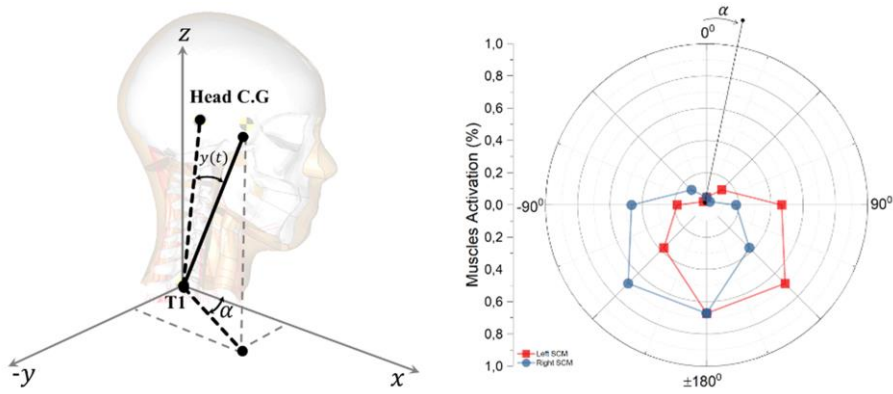 z
Head C.G
y(t)
T1
α
-y
x
α
0⁰
1,0
0,8
0,6
0,4
0,2
0,0
0,2
0,4
0,6
0,8
1,0
Muscles Activation (%)
-90⁰
90⁰
±180⁰
Left SCM
Right SCM